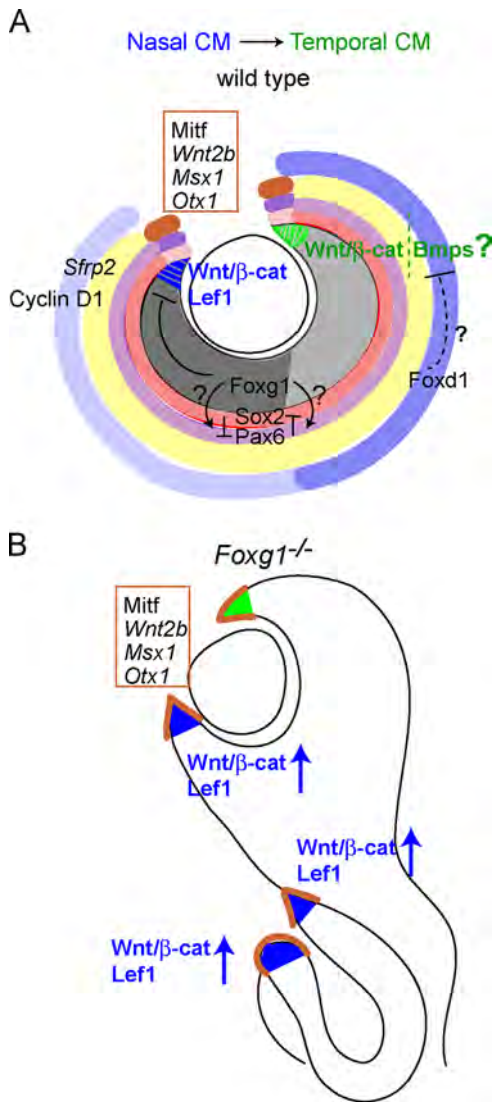 A
Nasal CM → Temporal CM
wild type
Mitf
Wnt2b
Msx1
Otx1
Wnt/β-cat Bmps ?
Sfrp2
Cyclin D1
Wnt/β-cat
Lef1
?
Foxd1
Foxg1
? ?
Sox2
Pax6
B
Foxg1-/-
Mitf
Wnt2b
Msx1
Otx1
Wnt/β-cat
Lef1
Wnt/β-cat
Lef1
Wnt/β-cat
Lef1